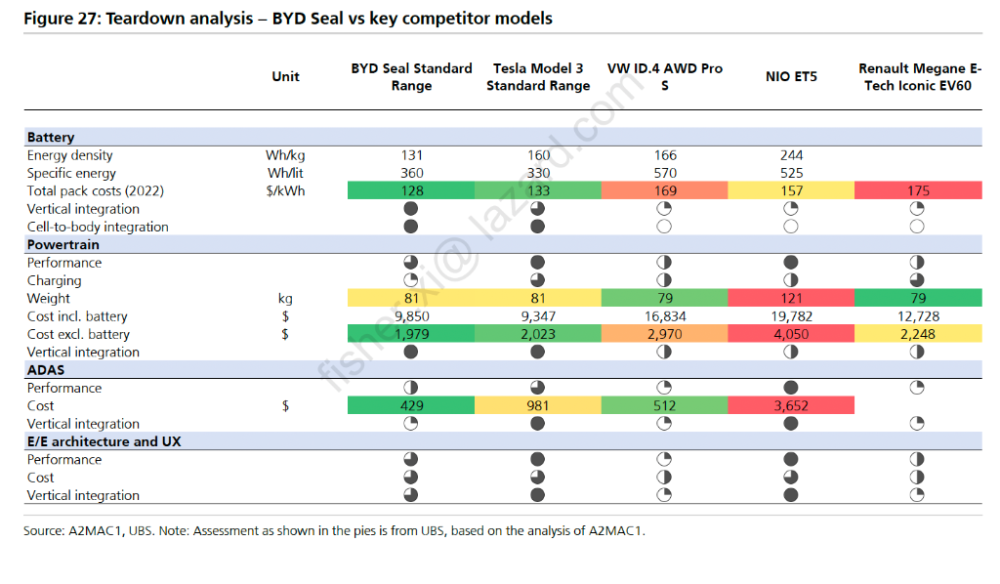 Figure 27: Teardown analysis – BYD Seal vs key competitor models
Unit BYD Seal Standard Range Tesla Model 3 Standard Range VW ID.4 AWD Pro S NIO ET5 Renault Megane E-Tech Iconic EV60
Battery
Energy density Wh/kg 131 160 166 244
Specific energy Wh/lit 360 330 570 525
Total pack costs (2022) $/kWh 128 133 169 157 175
Vertical integration
Cell-to-body integration
Powertrain
Performance
Charging
Weight kg 81 81 79 121 79
Cost incl. battery $ 9,850 9,347 16,834 19,782 12,728
Cost excl. battery $ 1,979 2,023 2,970 4,050 2,248
Vertical integration
ADAS
Performance
Cost $ 429 981 512 3,652
Vertical integration
E/E architecture and UX
Performance
Cost
Vertical integration
Source: A2MAC1, UBS. Note: Assessment as shown in the pies is from UBS, based on the analysis of A2MAC1.